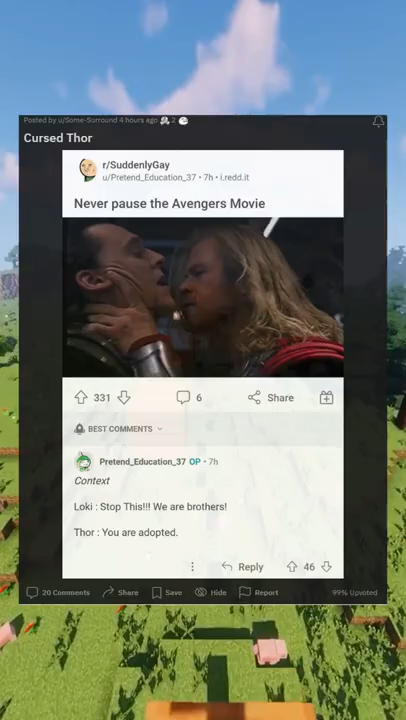 Posted by u/Some-Surround 4 hours ago 2
Cursed Thor
r/SuddenlyGay
u/Pretend_Education_37 • 7h • i.redd.it
Never pause the Avengers Movie
331 6 Share
BEST COMMENTS
Pretend_Education_37 OP • 7h
Context
Loki : Stop This!!! We are brothers!
Thor : You are adopted.
Reply 46
20 Comments Share Save Hide Report 99% Upvoted